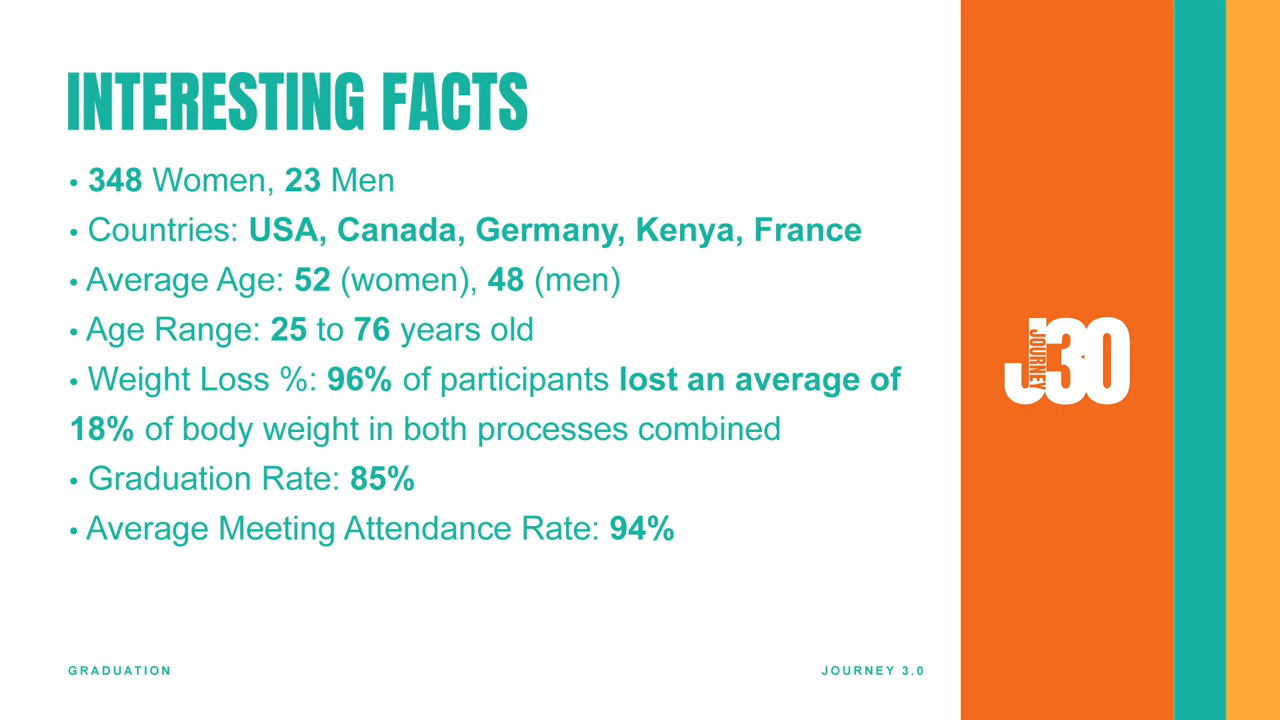 INTERESTING FACTS
• 348 Women, 23 Men
• Countries: USA, Canada, Germany, Kenya, France
• Average Age: 52 (women), 48 (men)
• Age Range: 25 to 76 years old
• Weight Loss %: 96% of participants lost an average of
18% of body weight in both processes combined
• Graduation Rate: 85%
• Average Meeting Attendance Rate: 94%
J30
JOURNEY
GRADUATION
JOURNEY 3.0